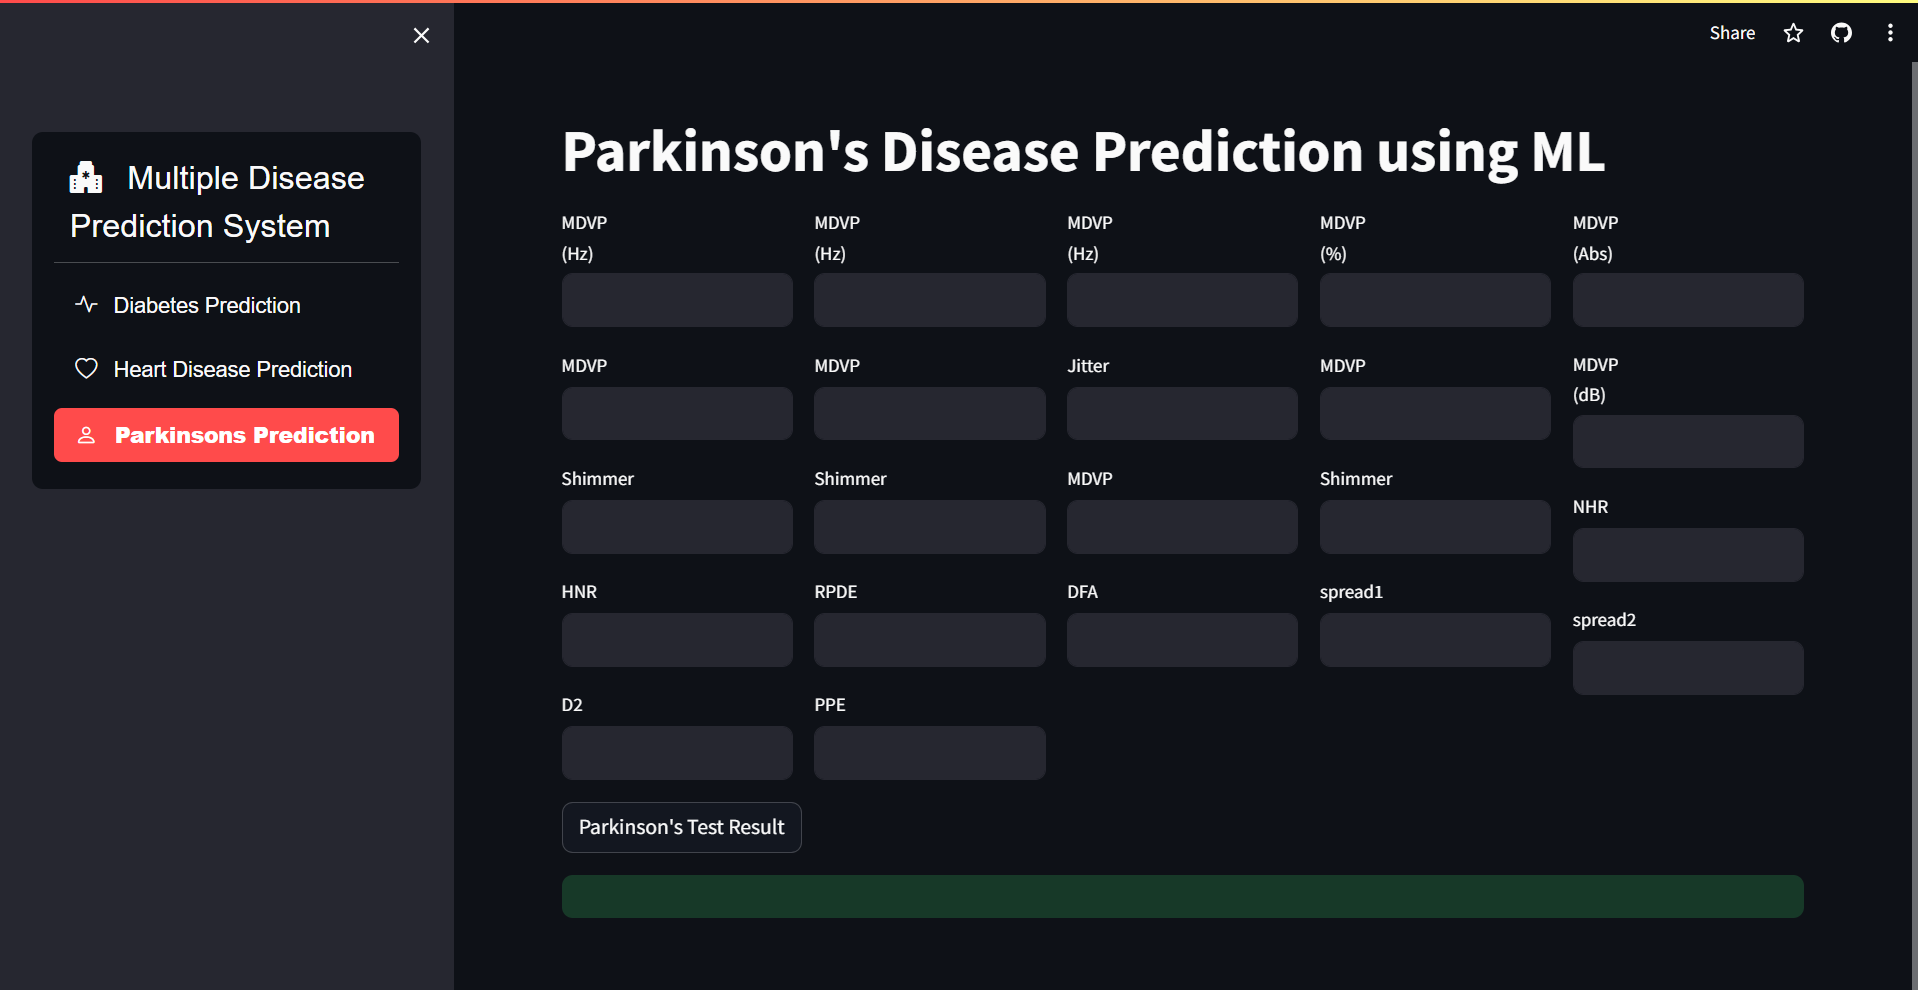 Share
Multiple Disease
Prediction System
Diabetes Prediction
Heart Disease Prediction
Parkinsons Prediction
Parkinson's Disease Prediction using ML
MDVP
(Hz)
MDVP
(Hz)
MDVP
(Hz)
MDVP
(%)
MDVP
(Abs)
MDVP
MDVP
Jitter
MDVP
MDVP
(dB)
Shimmer
Shimmer
MDVP
Shimmer
NHR
HNR
RPDE
DFA
spread1
spread2
D2
PPE
Parkinson's Test Result